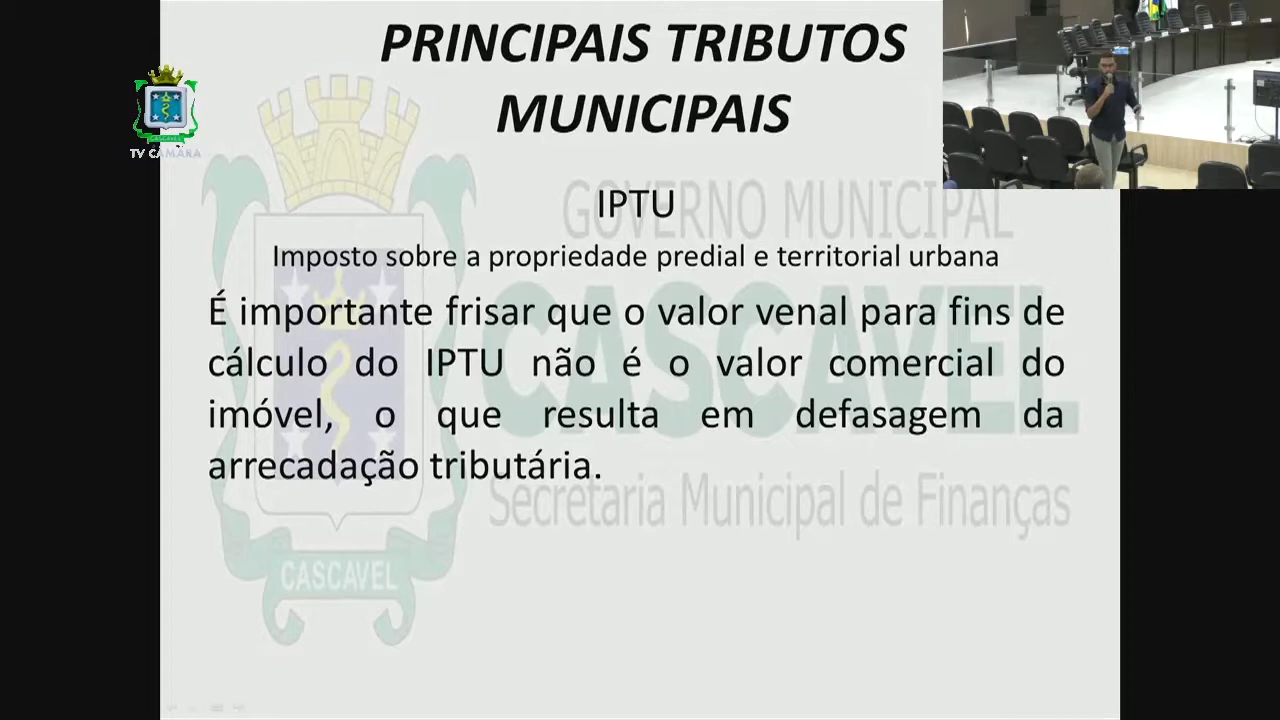 PRINCIPAIS TRIBUTOS
MUNICIPAIS
CASCAVEL
TV CÂMARA
IPTU
GOVERNO MUNICIPAL
Imposto sobre a propriedade predial e territorial urbana
É importante frisar que o valor venal para fins de
cálculo do IPTU não é o valor comercial do
imóvel, o que resulta em defasagem da
arrecadação tributária.
CASCAVEL
Secretaria Municipal de Finanças
CASCAVEL